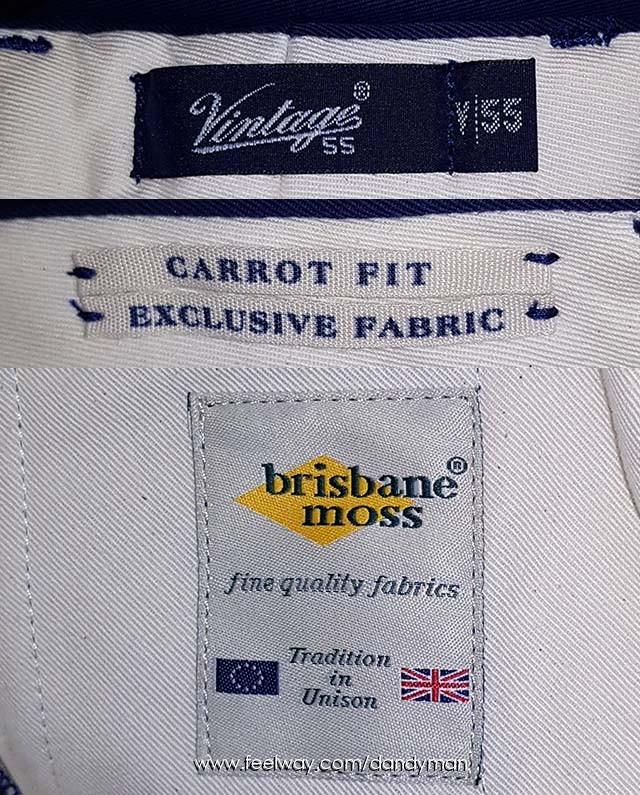 Vintage®
55
V|55
CARROT FIT
EXCLUSIVE FABRIC
brisbane®
moss
fine quality fabrics
Tradition
in
Unison
www.feelway.com/dandyman